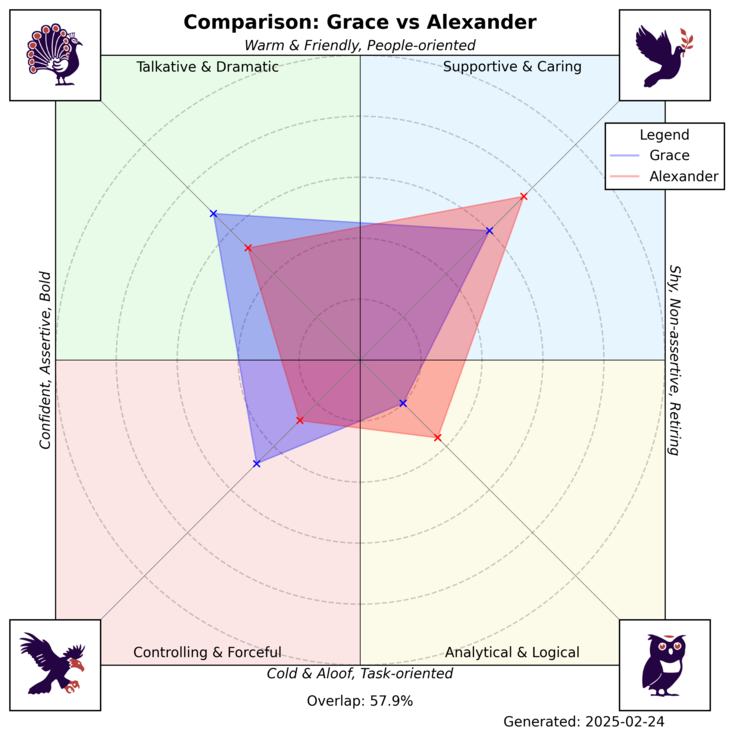 Comparison: Grace vs Alexander
Warm & Friendly, People-oriented
Talkative & Dramatic
Supportive & Caring
Legend
Grace
Alexander
Confident, Assertive, Bold
Shy, Non-assertive, Retiring
Controlling & Forceful
Analytical & Logical
Cold & Aloof, Task-oriented
Overlap: 57.9%
Generated: 2025-02-24